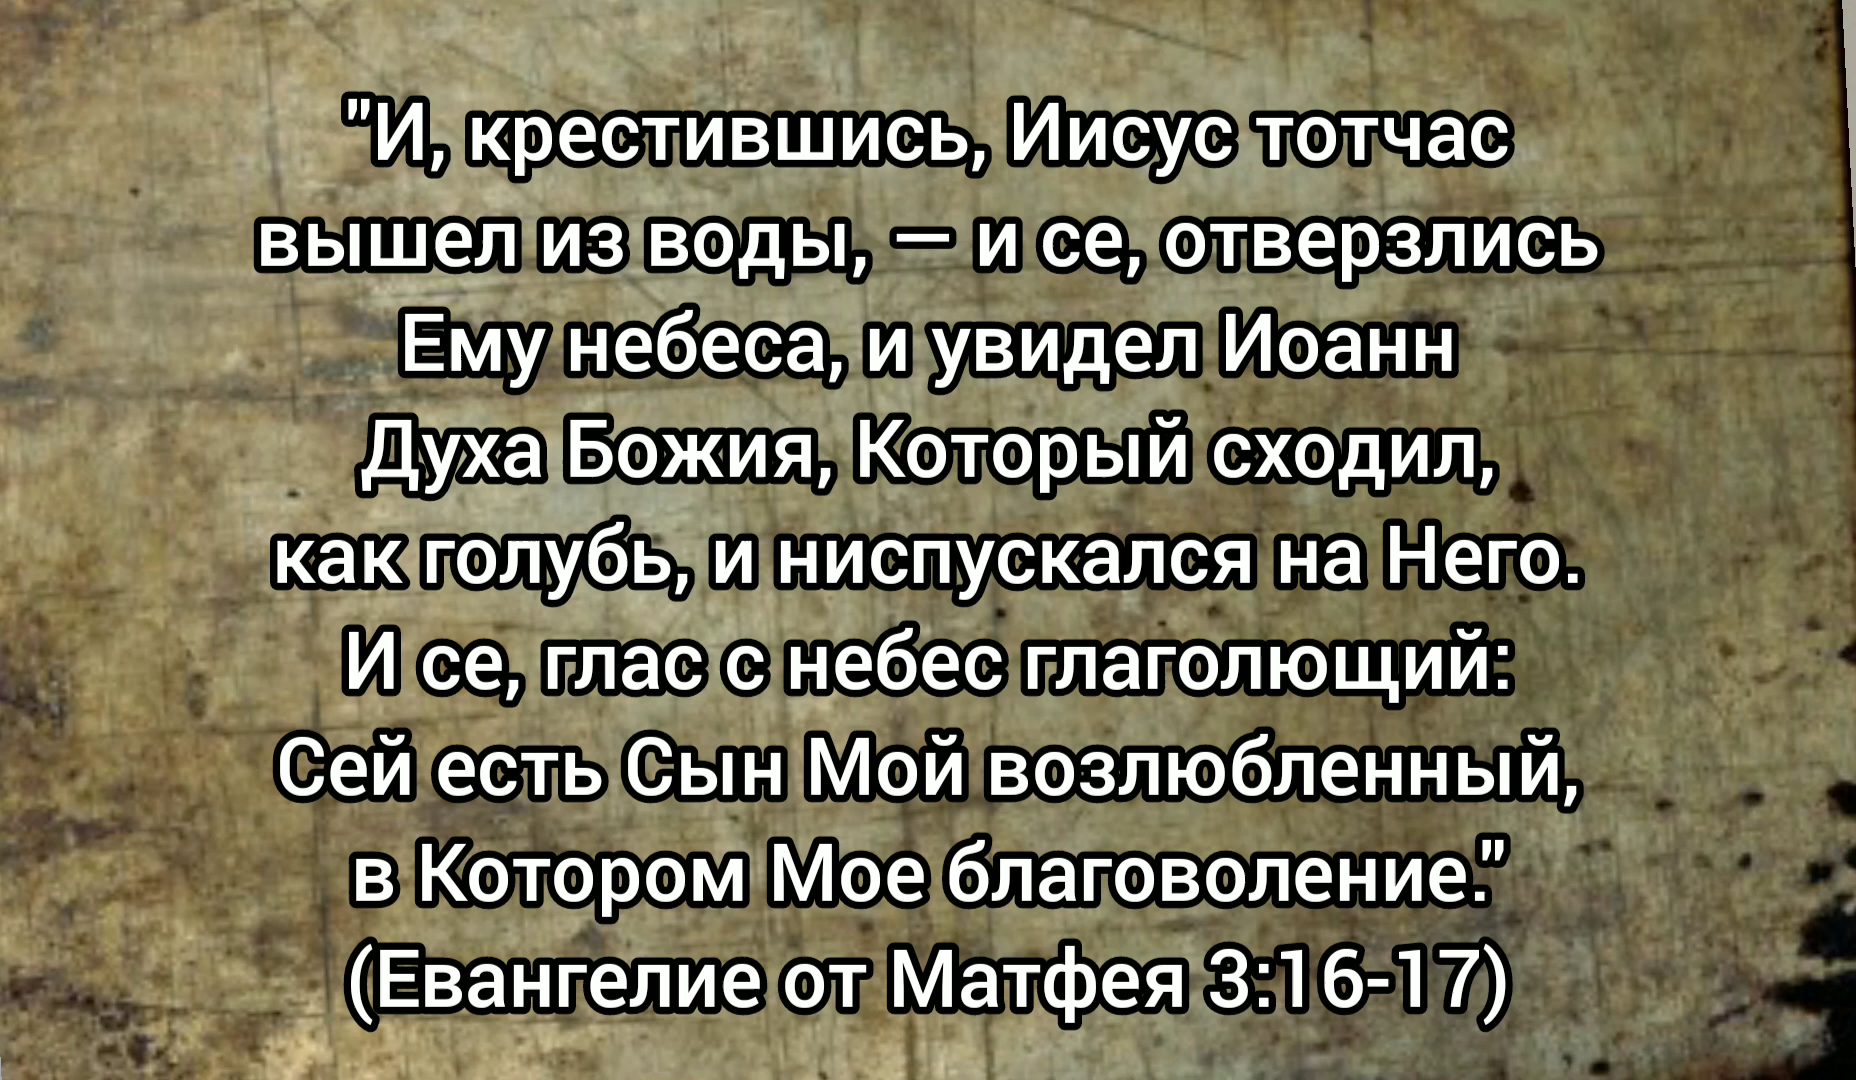 "И, крестившись, Иисус тотчас
вышел из воды, — и се, отверзлись
Ему небеса, и увидел Иоанн
Духа Божия, Который сходил,
как голубь, и ниспускался на Него.
И се, глас с небес глаголющий:
Сей есть Сын Мой возлюбленный,
в Котором Мое благоволение."
(Евангелие от Матфея 3:16-17)